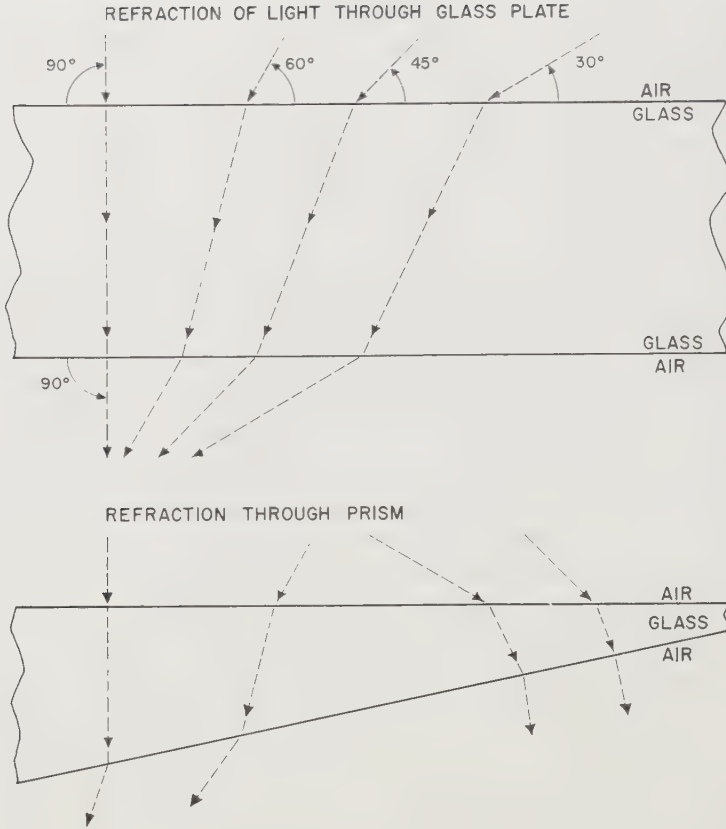 REFRACTION OF LIGHT THROUGH GLASS PLATE
90° 60° 45° 30°
AIR
GLASS
GLASS
AIR
90°
REFRACTION THROUGH PRISM
AIR
GLASS
AIR